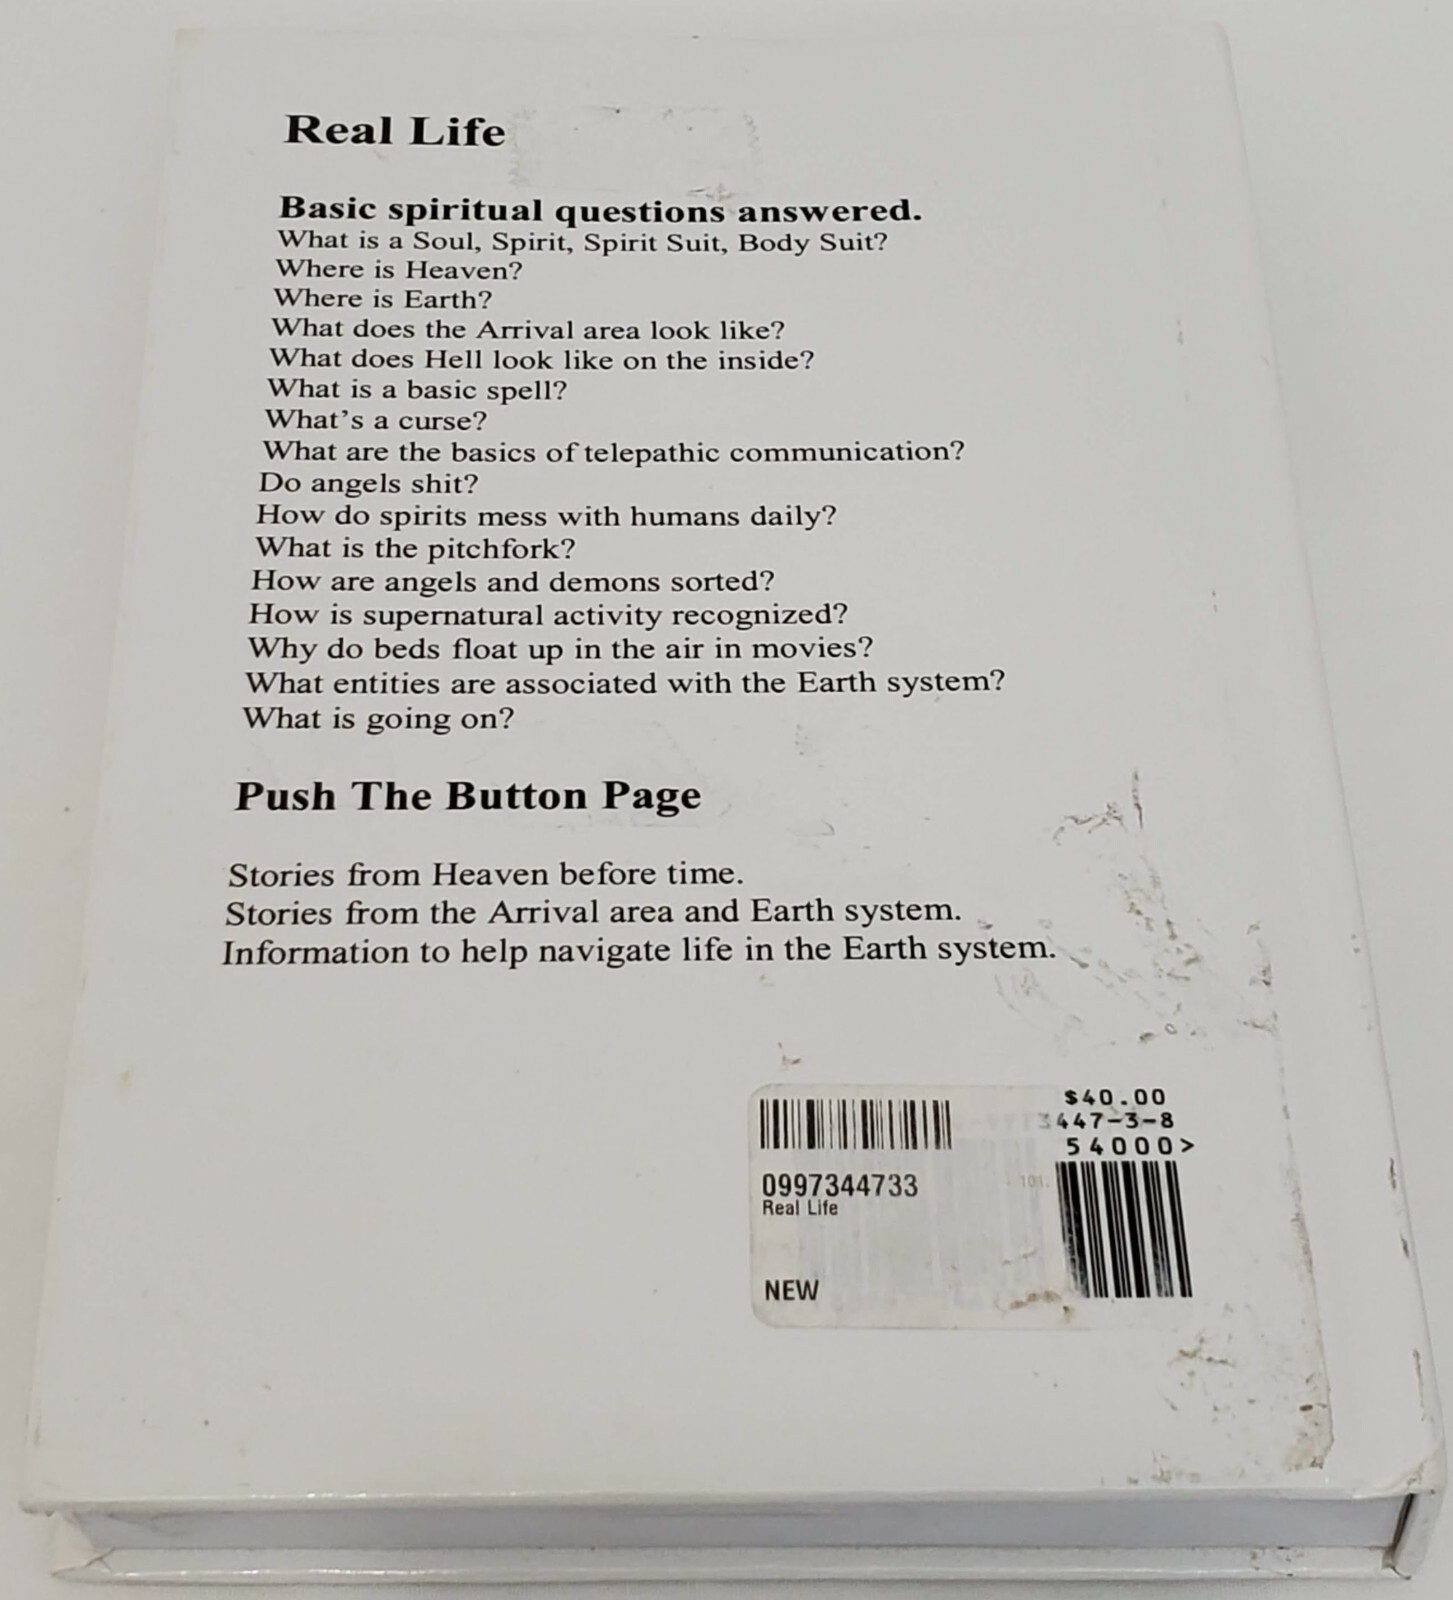 Real Life
Basic spiritual questions answered.
What is a Soul, Spirit, Spirit Suit, Body Suit?
Where is Heaven?
Where is Earth?
What does the Arrival area look like?
What does Hell look like on the inside?
What is a basic spell?
What's a curse?
What are the basics of telepathic communication?
Do angels shit?
How do spirits mess with humans daily?
What is the pitchfork?
How are angels and demons sorted?
How is supernatural activity recognized?
Why do beds float up in the air in movies?
What entities are associated with the Earth system?
What is going on?
Push The Button Page
Stories from Heaven before time.
Stories from the Arrival area and Earth system.
Information to help navigate life in the Earth system.
$40.00
447-3-8
54000>
0997344733
Real Life
NEW